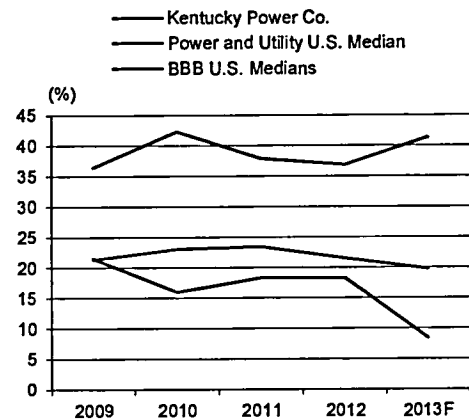 Kentucky Power Co.
Power and Utility U.S. Median
BBB U.S. Medians
(%)
45
40
35
30
25
20
15
10
5
0
2009 2010 2011 2012 2013F